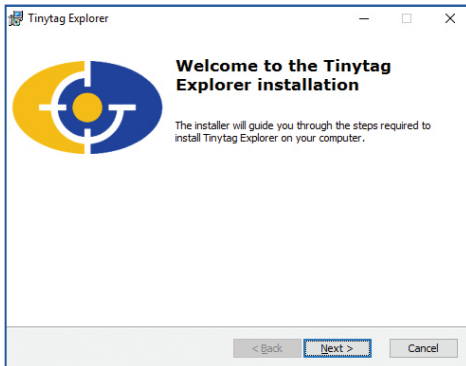 Tinytag Explorer
Welcome to the Tinytag
Explorer installation
The installer will guide you through the steps required to
install Tinytag Explorer on your computer.
< Back
Next >
Cancel